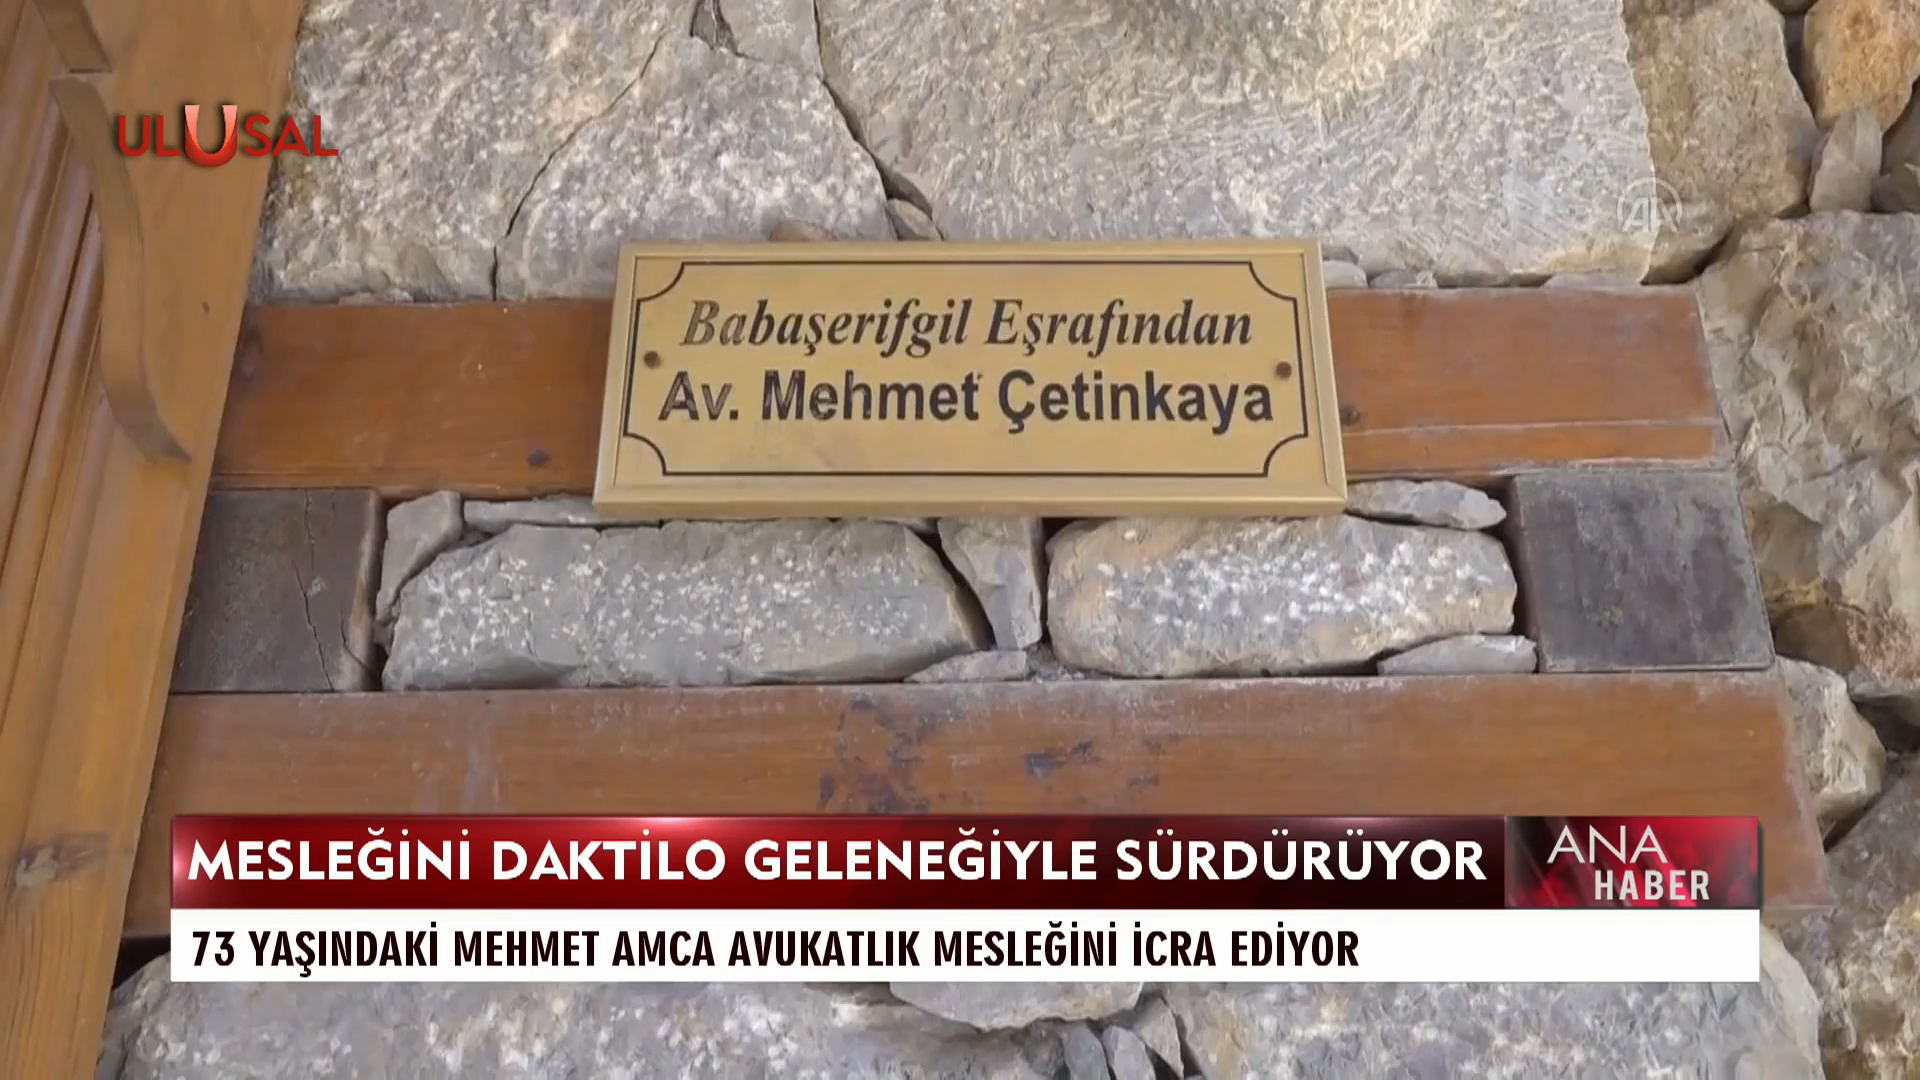 ULUSAL
AA
Babaşerifgil Eşrafından
Av. Mehmet Çetinkaya
MESLEĞİNİ DAKTİLO GELENEĞİYLE SÜRDÜRÜYOR
ANA
HABER
73 YAŞINDAKİ MEHMET AMCA AVUKATLIK MESLEĞİNİ İCRA EDİYOR